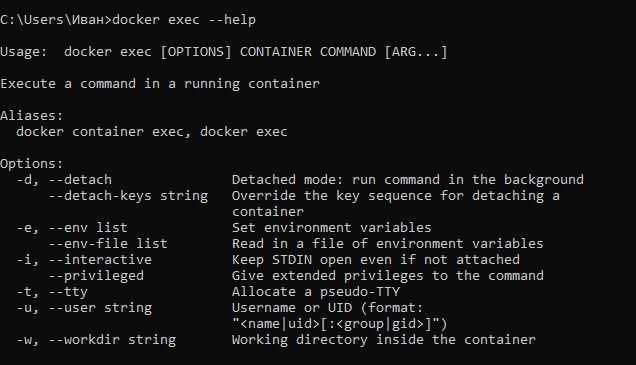 C:\Users\Иван>docker exec --help
Usage:  docker exec [OPTIONS] CONTAINER COMMAND [ARG...]
Execute a command in a running container
Aliases:
  docker container exec, docker exec
Options:
  -d, --detach               Detached mode: run command in the background
      --detach-keys string   Override the key sequence for detaching a
                             container
  -e, --env list             Set environment variables
      --env-file list        Read in a file of environment variables
  -i, --interactive          Keep STDIN open even if not attached
      --privileged           Give extended privileges to the command
  -t, --tty                  Allocate a pseudo-TTY
  -u, --user string          Username or UID (format:
                             "<name|uid>[:<group|gid>]")
  -w, --workdir string       Working directory inside the container